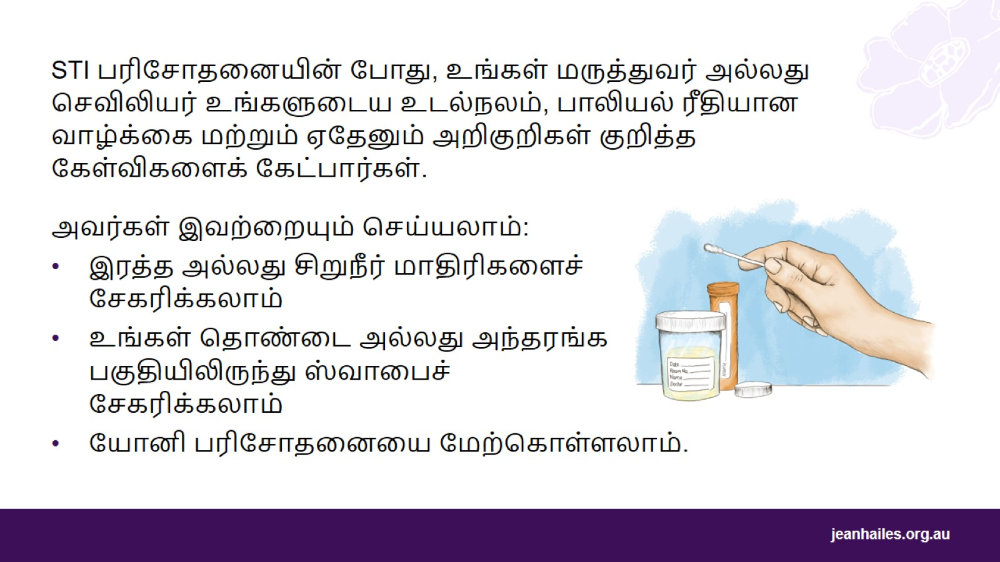 STI பரிசோதனையின் போது, உங்கள் மருத்துவர் அல்லது
செவிலியர் உங்களுடைய உடல்நலம், பாலியல் ரீதியான
வாழ்க்கை மற்றும் ஏதேனும் அறிகுறிகள் குறித்த
கேள்விகளைக் கேட்பார்கள்.
அவர்கள் இவற்றையும் செய்யலாம்:
• இரத்த அல்லது சிறுநீர் மாதிரிகளைச்
சேகரிக்கலாம்
• உங்கள் தொண்டை அல்லது அந்தரங்க
பகுதியிலிருந்து ஸ்வாபைச்
சேகரிக்கலாம்
• யோனி பரிசோதனையை மேற்கொள்ளலாம்.
Date
Room No.
Name
Doctor
Name
jeanhailes.org.au